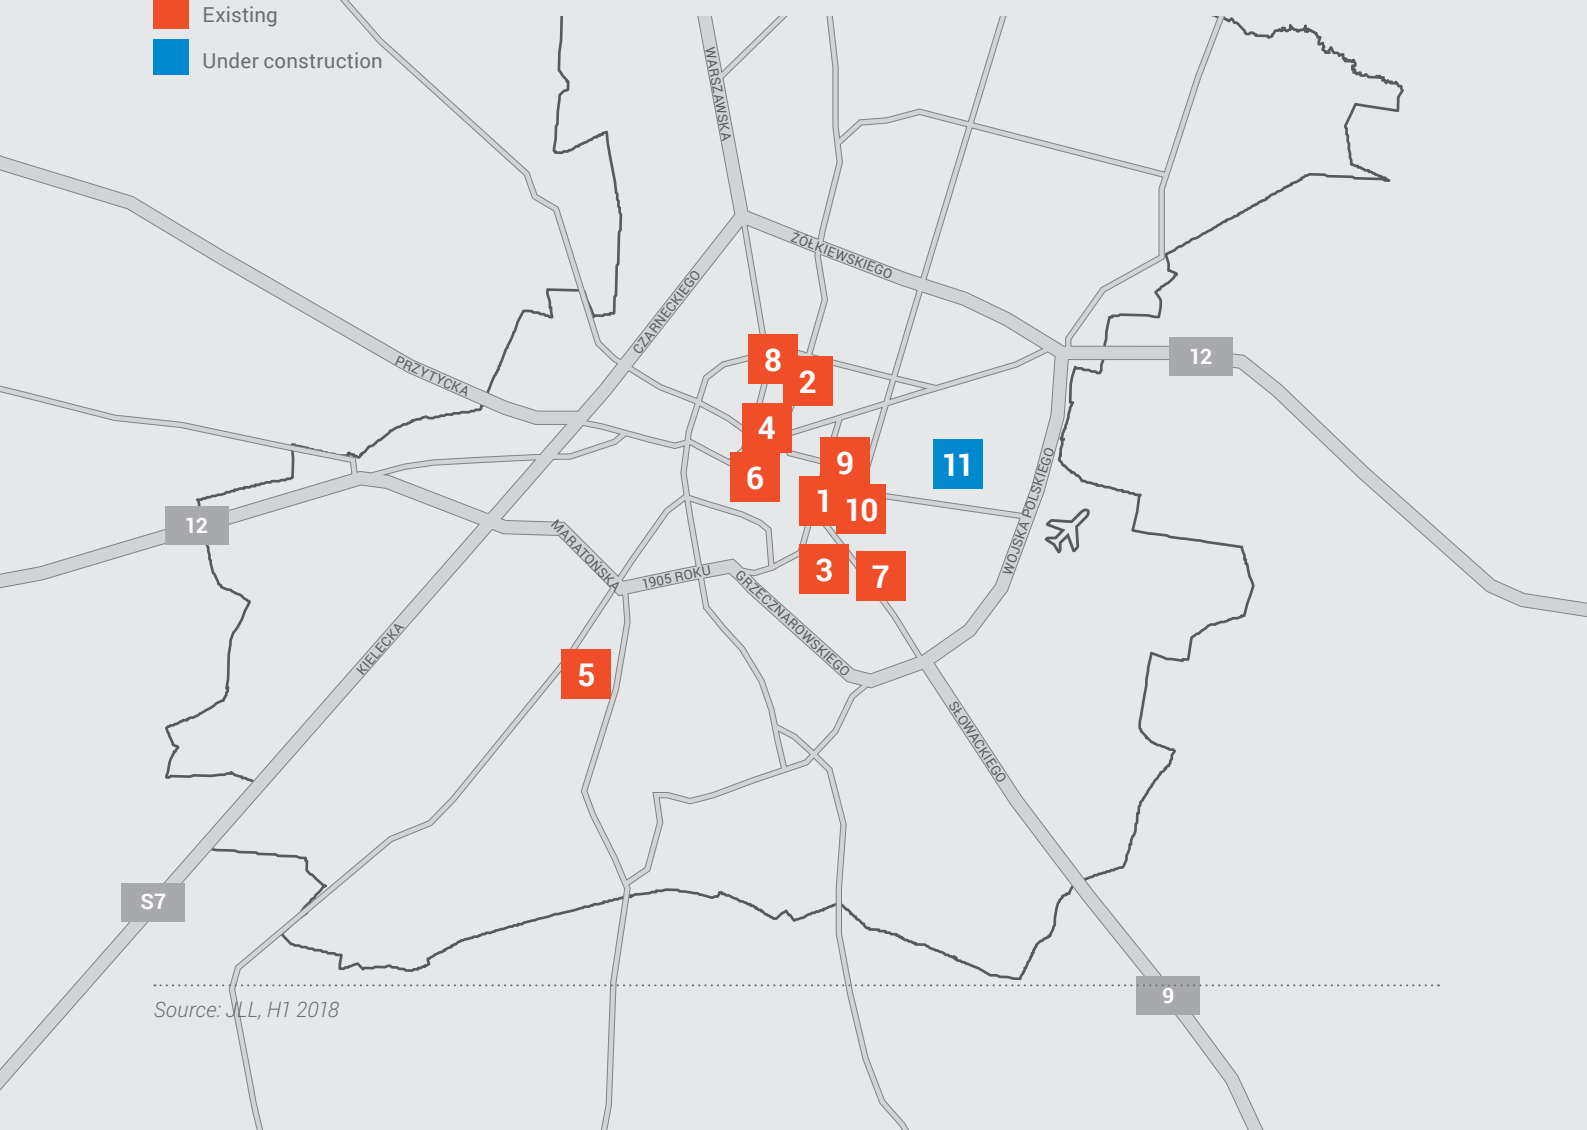 Existing
Under construction
WARSZAWSKA
ŻÓŁKIEWSKIEGO
CZARNECKIEGO
PRZYTYCKA
8
2
12
4
9
11
6
1
10
12
MARATOŃSKA
WOJSKA POLSKIEGO
3
7
1905 ROKU
GRZECZNAROWSKIEGO
KIELECKA
5
SŁOWACKIEGO
S7
9
Source: JLL, H1 2018